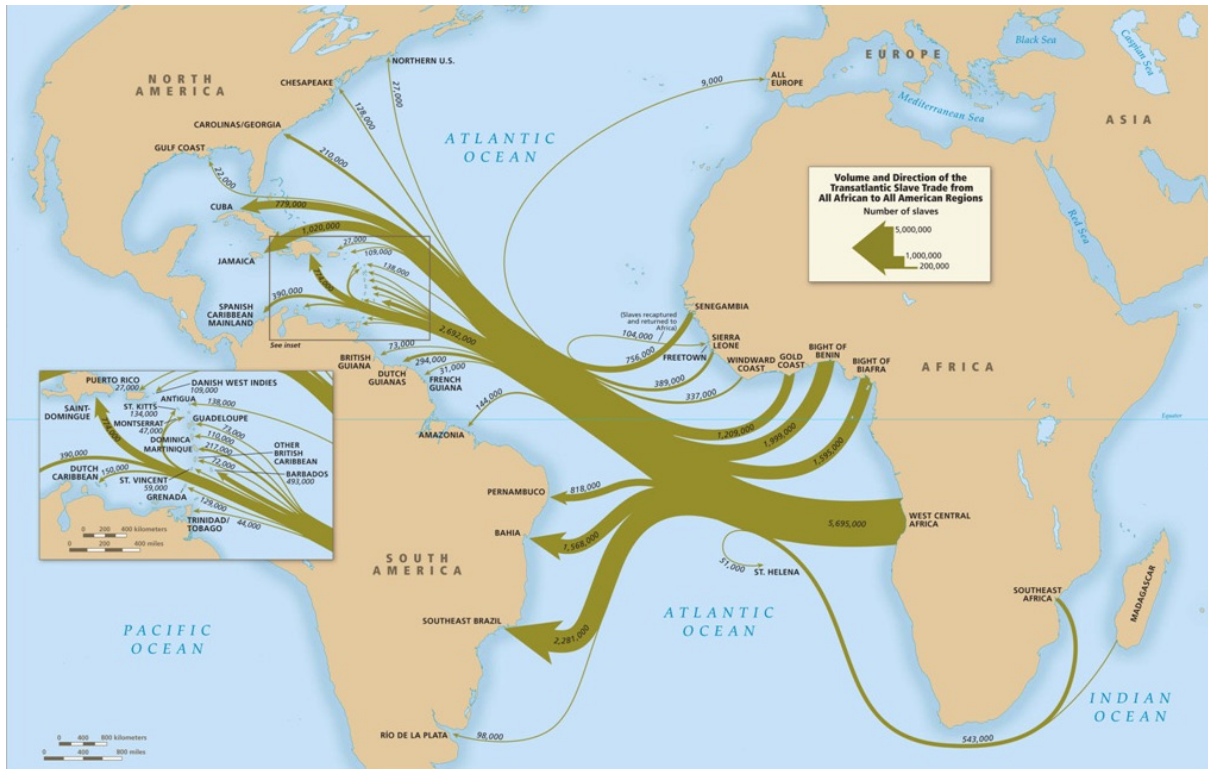 NORTHERN U.S.
NORTH
AMERICA
CHESAPEAKE
27,000
128,000
CAROLINAS/GEORGIA
210,000
GULF COAST
22,000
CUBA
779,000
1,020,000
JAMAICA
27,000
109,000
138,000
774,000
390,000
SPANISH
CARIBBEAN
MAINLAND
2,692,000
See inset
ATLANTIC
OCEAN
9,000
ALL
EUROPE
EUROPE
Black Sea
Caspian Sea
Mediterranean Sea
ASIA
Red Sea
Volume and Direction of the
Transatlantic Slave Trade from
All African to All American Regions
Number of slaves
5,000,000
1,000,000
200,000
73,000
BRITISH
GUIANA
294,000
DUTCH
GUIANAS
31,000
FRENCH
GUIANA
144,000
AMAZONIA
SENEGAMBIA
(Slaves recaptured
and returned to
Africa)
104,000
756,000
SIERRA
LEONE
FREETOWN
389,000
WINDWARD
COAST
337,000
GOLD
COAST
BIGHT OF
BENIN
BIGHT OF
BIAFRA
AFRICA
1,209,000
1,999,000
1,595,000
Equator
PUERTO RICO
27,000
DANISH WEST INDIES
109,000
SAINT-
DOMINGUE
ANTIGUA
138,000
ST. KITTS
134,000
MONTSERRAT
47,000
GUADELOUPE
73,000
774,000
DOMINICA
110,000
MARTINIQUE
217,000
OTHER
BRITISH
CARIBBEAN
72,000
390,000
DUTCH
CARIBBEAN
150,000
BARBADOS
493,000
ST. VINCENT
59,000
GRENADA
129,000
TRINIDAD/
TOBAGO
44,000
0 200 400 kilometers
0 200 400 miles
PERNAMBUCO
818,000
BAHIA
1,568,000
SOUTH
AMERICA
5,695,000
WEST CENTRAL
AFRICA
51,000
ST. HELENA
SOUTHEAST
AFRICA
MADAGASCAR
SOUTHEAST BRAZIL
2,281,000
ATLANTIC
OCEAN
PACIFIC
OCEAN
INDIAN
OCEAN
RÍO DE LA PLATA
98,000
543,000
0 400 800 kilometers
0 400 800 miles